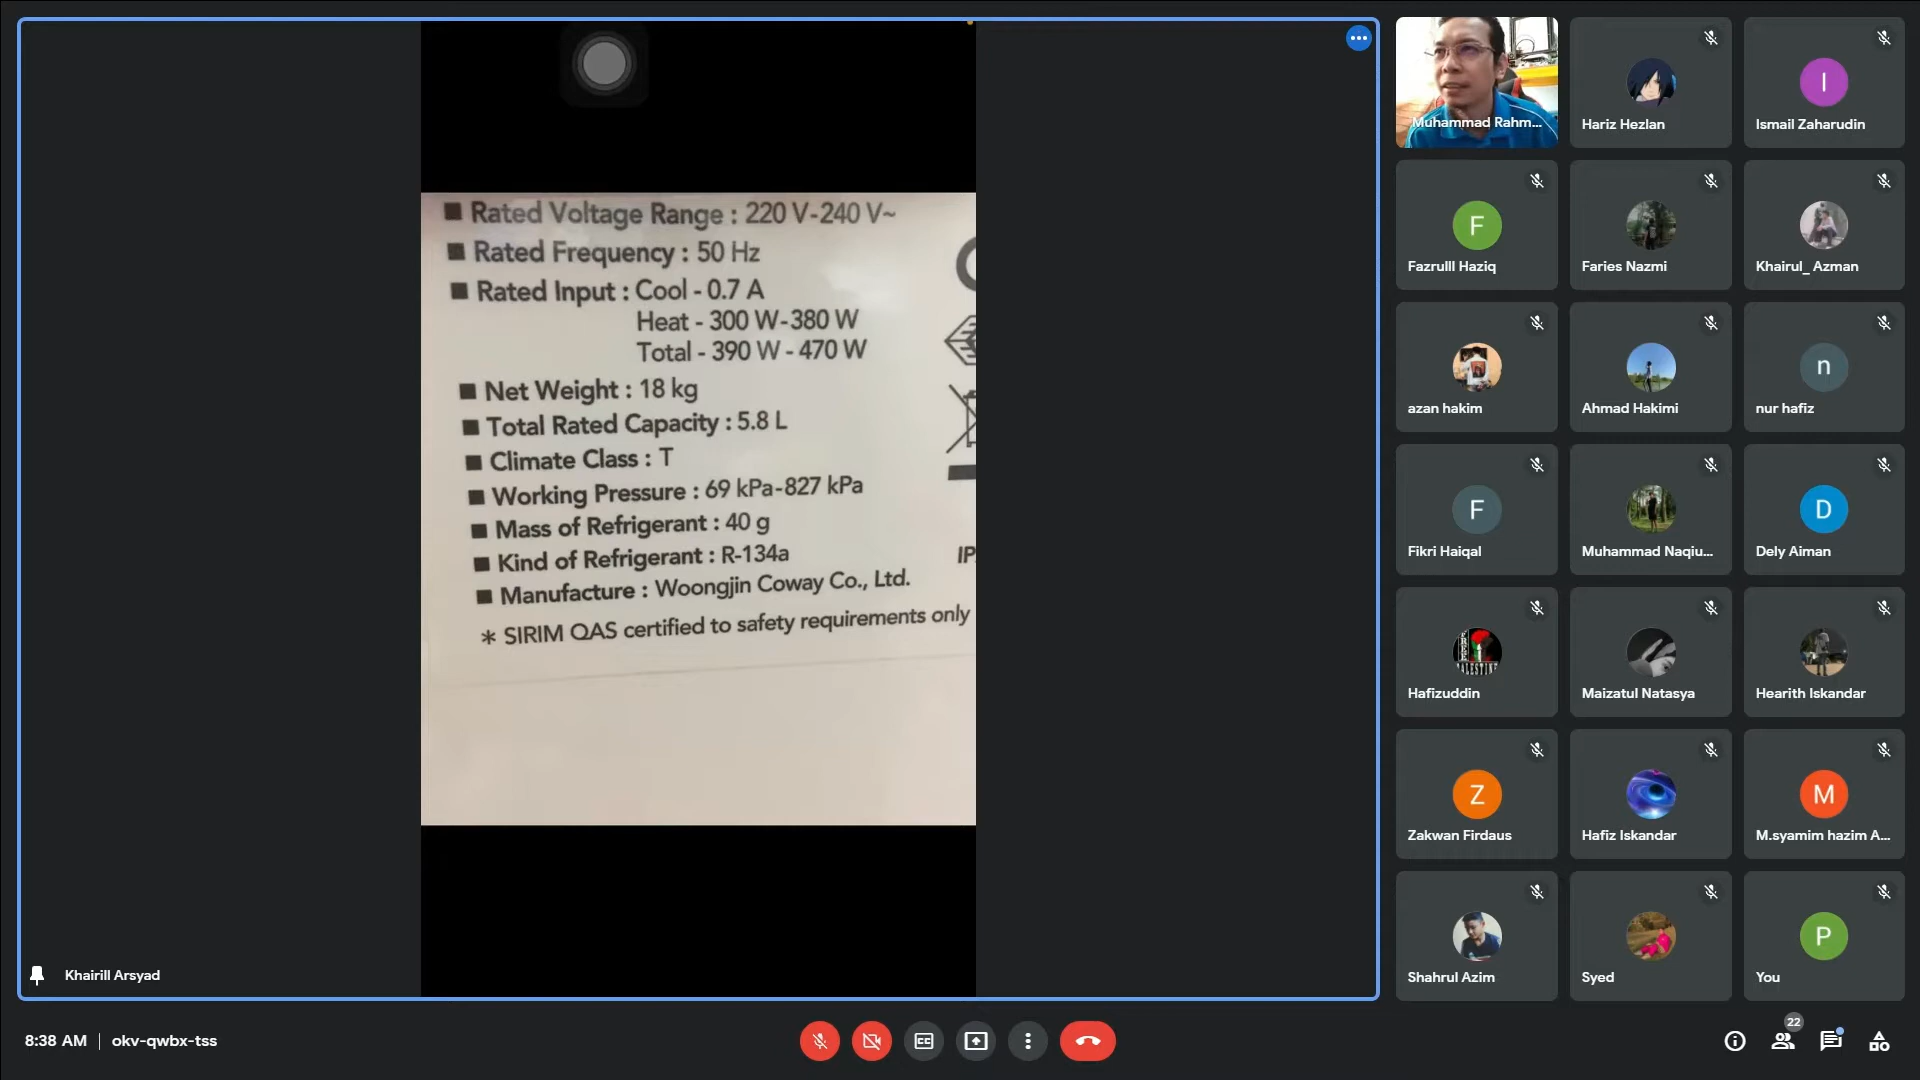 ■ Rated Voltage Range : 220 V-240 V~
■ Rated Frequency : 50 Hz
■ Rated Input : Cool - 0.7 A
Heat - 300 W-380 W
Total - 390 W - 470 W
■ Net Weight : 18 kg
■ Total Rated Capacity : 5.8 L
■ Climate Class : T
■ Working Pressure : 69 kPa-827 kPa
■ Mass of Refrigerant : 40 g
■ Kind of Refrigerant : R-134a
■ Manufacture : Woongjin Coway Co., Ltd.
* SIRIM QAS certified to safety requirements only
Khairill Arsyad
Muhammad Rahm...
Hariz Hezlan
I
Ismail Zaharudin
F
Fazrulll Haziq
Faries Nazmi
Khairul_ Azman
azan hakim
Ahmad Hakimi
n
nur hafiz
F
Fikri Haiqal
Muhammad Naqiu...
D
Dely Aiman
Hafizuddin
Maizatul Natasya
Hearith Iskandar
Z
Zakwan Firdaus
Hafiz Iskandar
M
M.syamim hazim A...
Shahrul Azim
Syed
P
You
8:38 AM | okv-qwbx-tss
CC
22